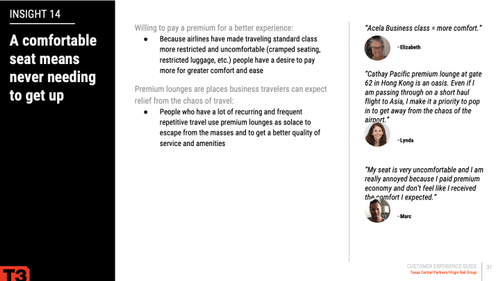 INSIGHT 14
A comfortable
seat means
never needing
to get up
Willing to pay a premium for a better experience:
● Because airlines have made traveling standard class
more restricted and uncomfortable (cramped seating,
restricted luggage, etc.) people have a desire to pay
more for greater comfort and ease
Premium lounges are places business travelers can expect
relief from the chaos of travel:
● People who have a lot of recurring and frequent
repetitive travel use premium lounges as solace to
escape from the masses and to get a better quality of
service and amenities
“Acela Business class = more comfort.”
- Elizabeth
“Cathay Pacific premium lounge at gate
62 in Hong Kong is an oasis. Even if I
am passing through on a short haul
flight to Asia, I make it a priority to pop
in to get away from the chaos of the
airport.”
- Lynda
“My seat is very uncomfortable and I am
really annoyed because I paid premium
economy and don't feel like I received
the comfort I expected.”
- Marc
T3
CUSTOMER EXPERIENCE GUIDE
Texas Central Partners/Virgin Rail Group
31